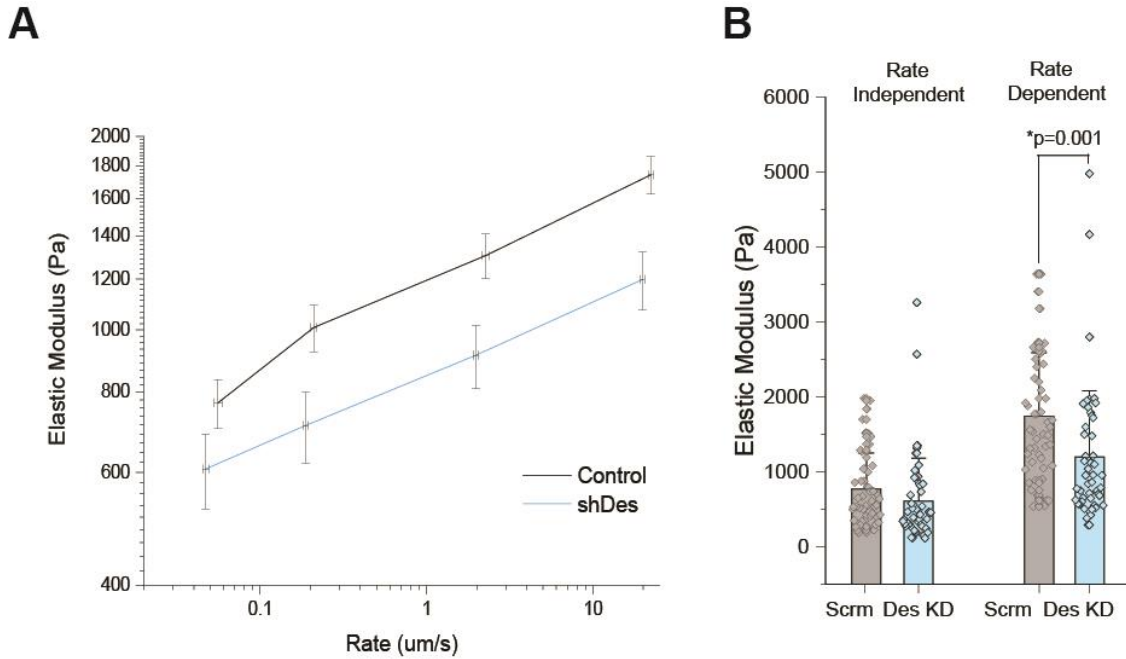 A
2000
1800
1600
1400
1200
1000
800
600
400
Elastic Modulus (Pa)
0.1
1
10
Rate (um/s)
Control
shDes
B
Rate
Independent
Rate
Dependent
*p=0.001
6000
5000
4000
3000
2000
1000
0
Elastic Modulus (Pa)
Scrm Des KD
Scrm Des KD